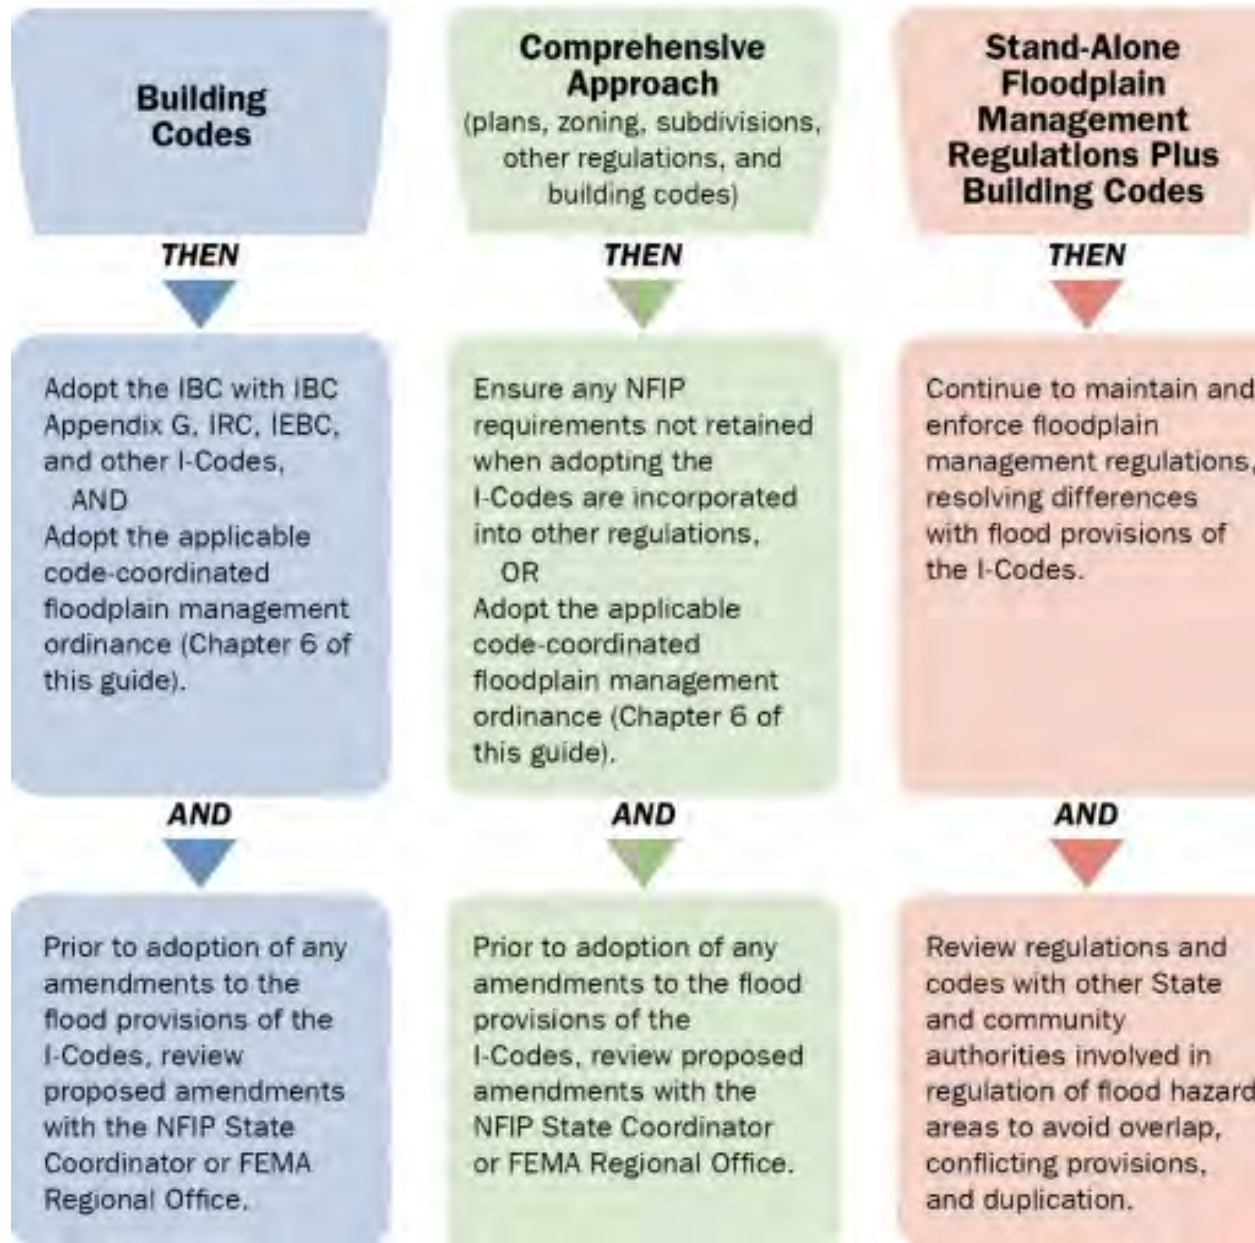 Building
Codes
THEN
Adopt the IBC with IBC
Appendix G, IRC, IEBC,
and other I-Codes,
AND
Adopt the applicable
code-coordinated
floodplain management
ordinance (Chapter 6 of
this guide).
AND
Prior to adoption of any
amendments to the
flood provisions of the
I-Codes, review
proposed amendments
with the NFIP State
Coordinator or FEMA
Regional Office.
Comprehensive
Approach
(plans, zoning, subdivisions,
other regulations, and
building codes)
THEN
Ensure any NFIP
requirements not retained
when adopting the
I-Codes are incorporated
into other regulations,
OR
Adopt the applicable
code-coordinated
floodplain management
ordinance (Chapter 6 of
this guide).
AND
Prior to adoption of any
amendments to the flood
provisions of the
I-Codes, review proposed
amendments with the
NFIP State Coordinator
or FEMA Regional Office.
Stand-Alone
Floodplain
Management
Regulations Plus
Building Codes
THEN
Continue to maintain and
enforce floodplain
management regulations,
resolving differences
with flood provisions of
the I-Codes.
AND
Review regulations and
codes with other State
and community
authorities involved in
regulation of flood hazard
areas to avoid overlap,
conflicting provisions,
and duplication.